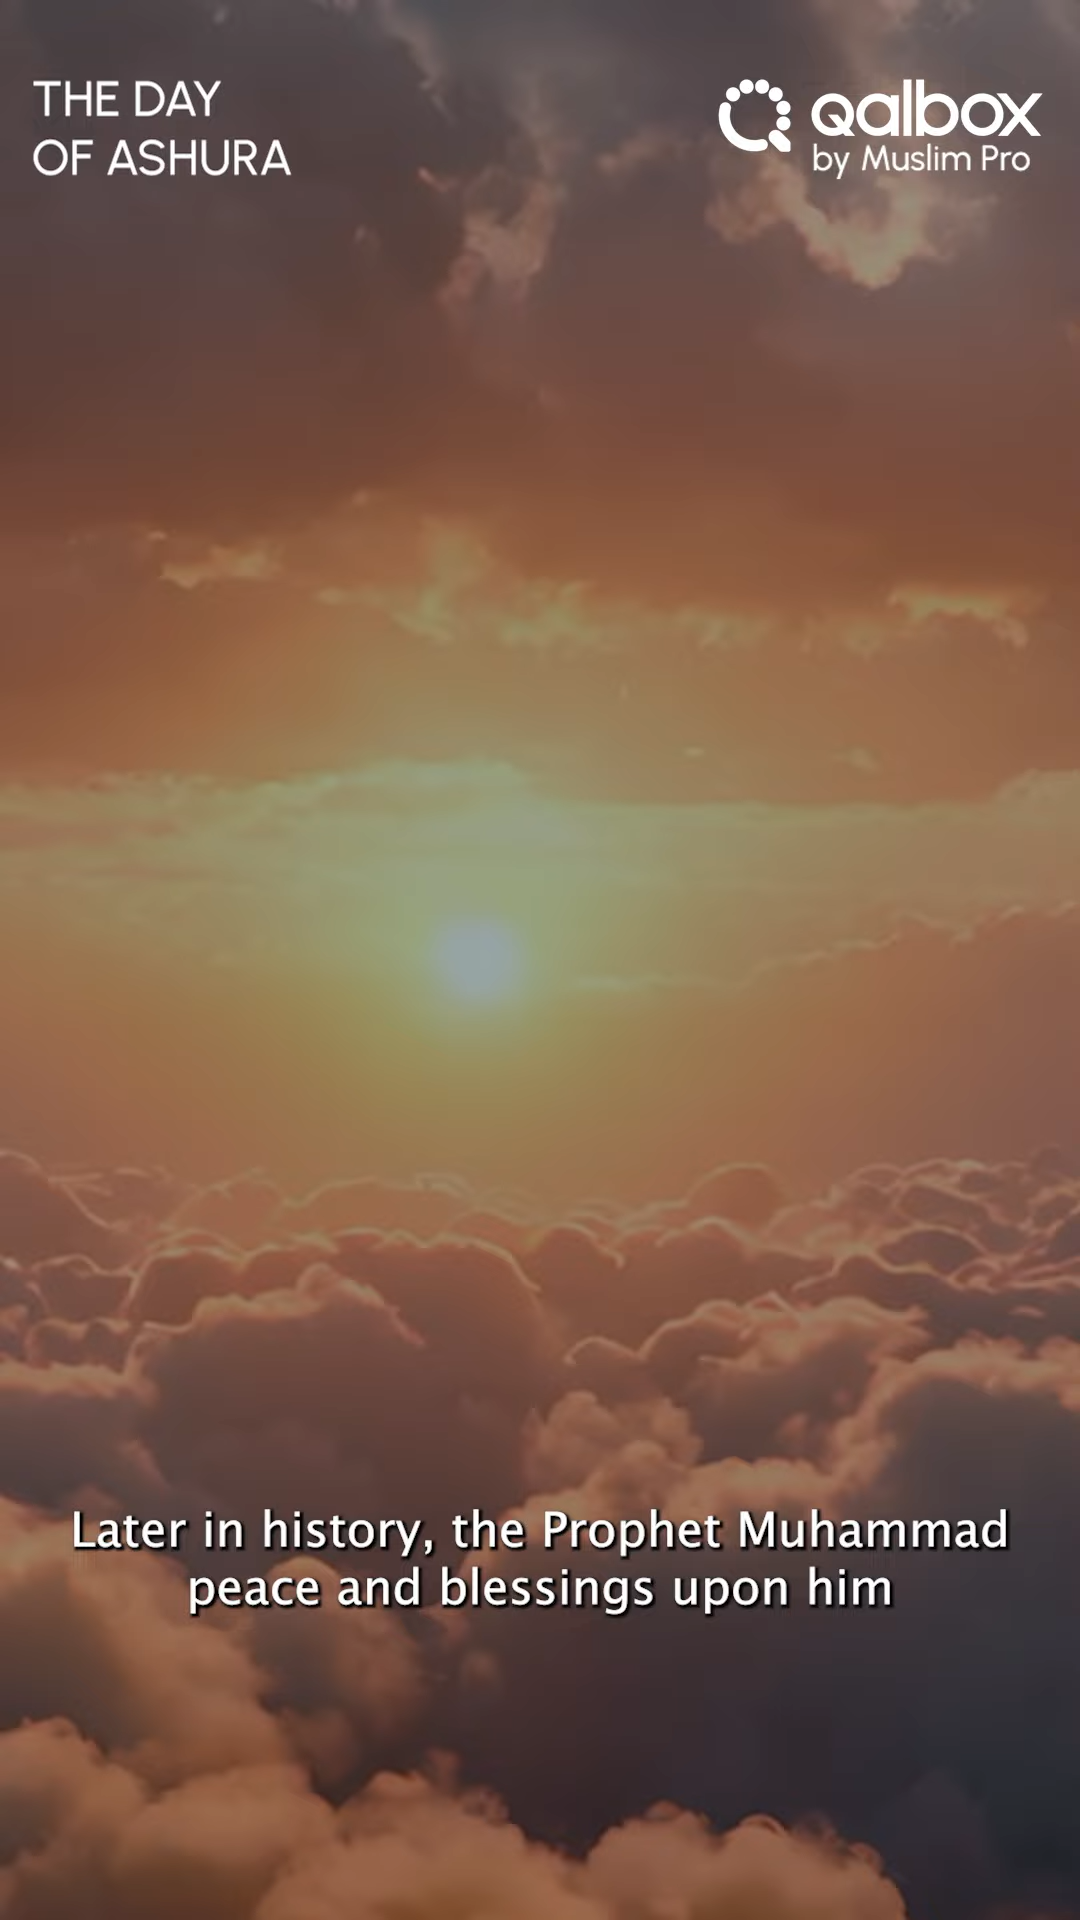 THE DAY
OF ASHURA
Qalbox
by Muslim Pro
Later in history, the Prophet Muhammad
peace and blessings upon him